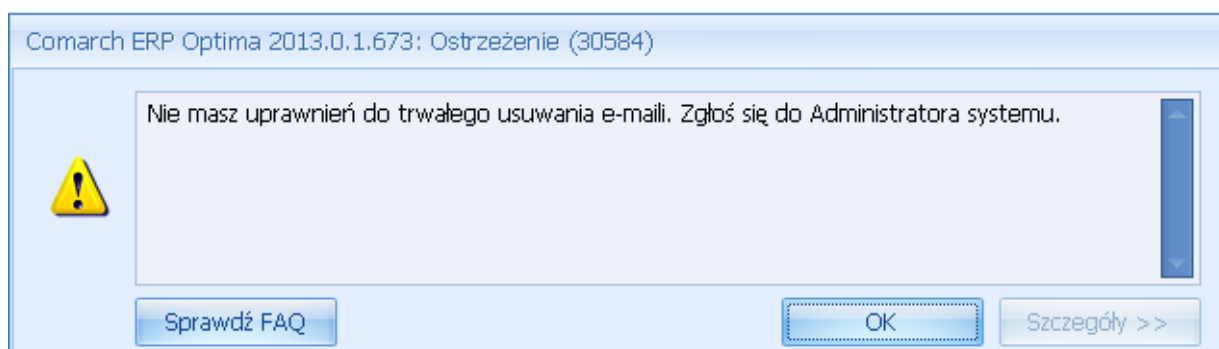 Comarch ERP Optima 2013.0.1.673: Ostrzeżenie (30584)
Nie masz uprawnień do trwałego usuwania e-maili. Zgłoś się do Administratora systemu.
Sprawdź FAQ
OK
Szczegóły >>